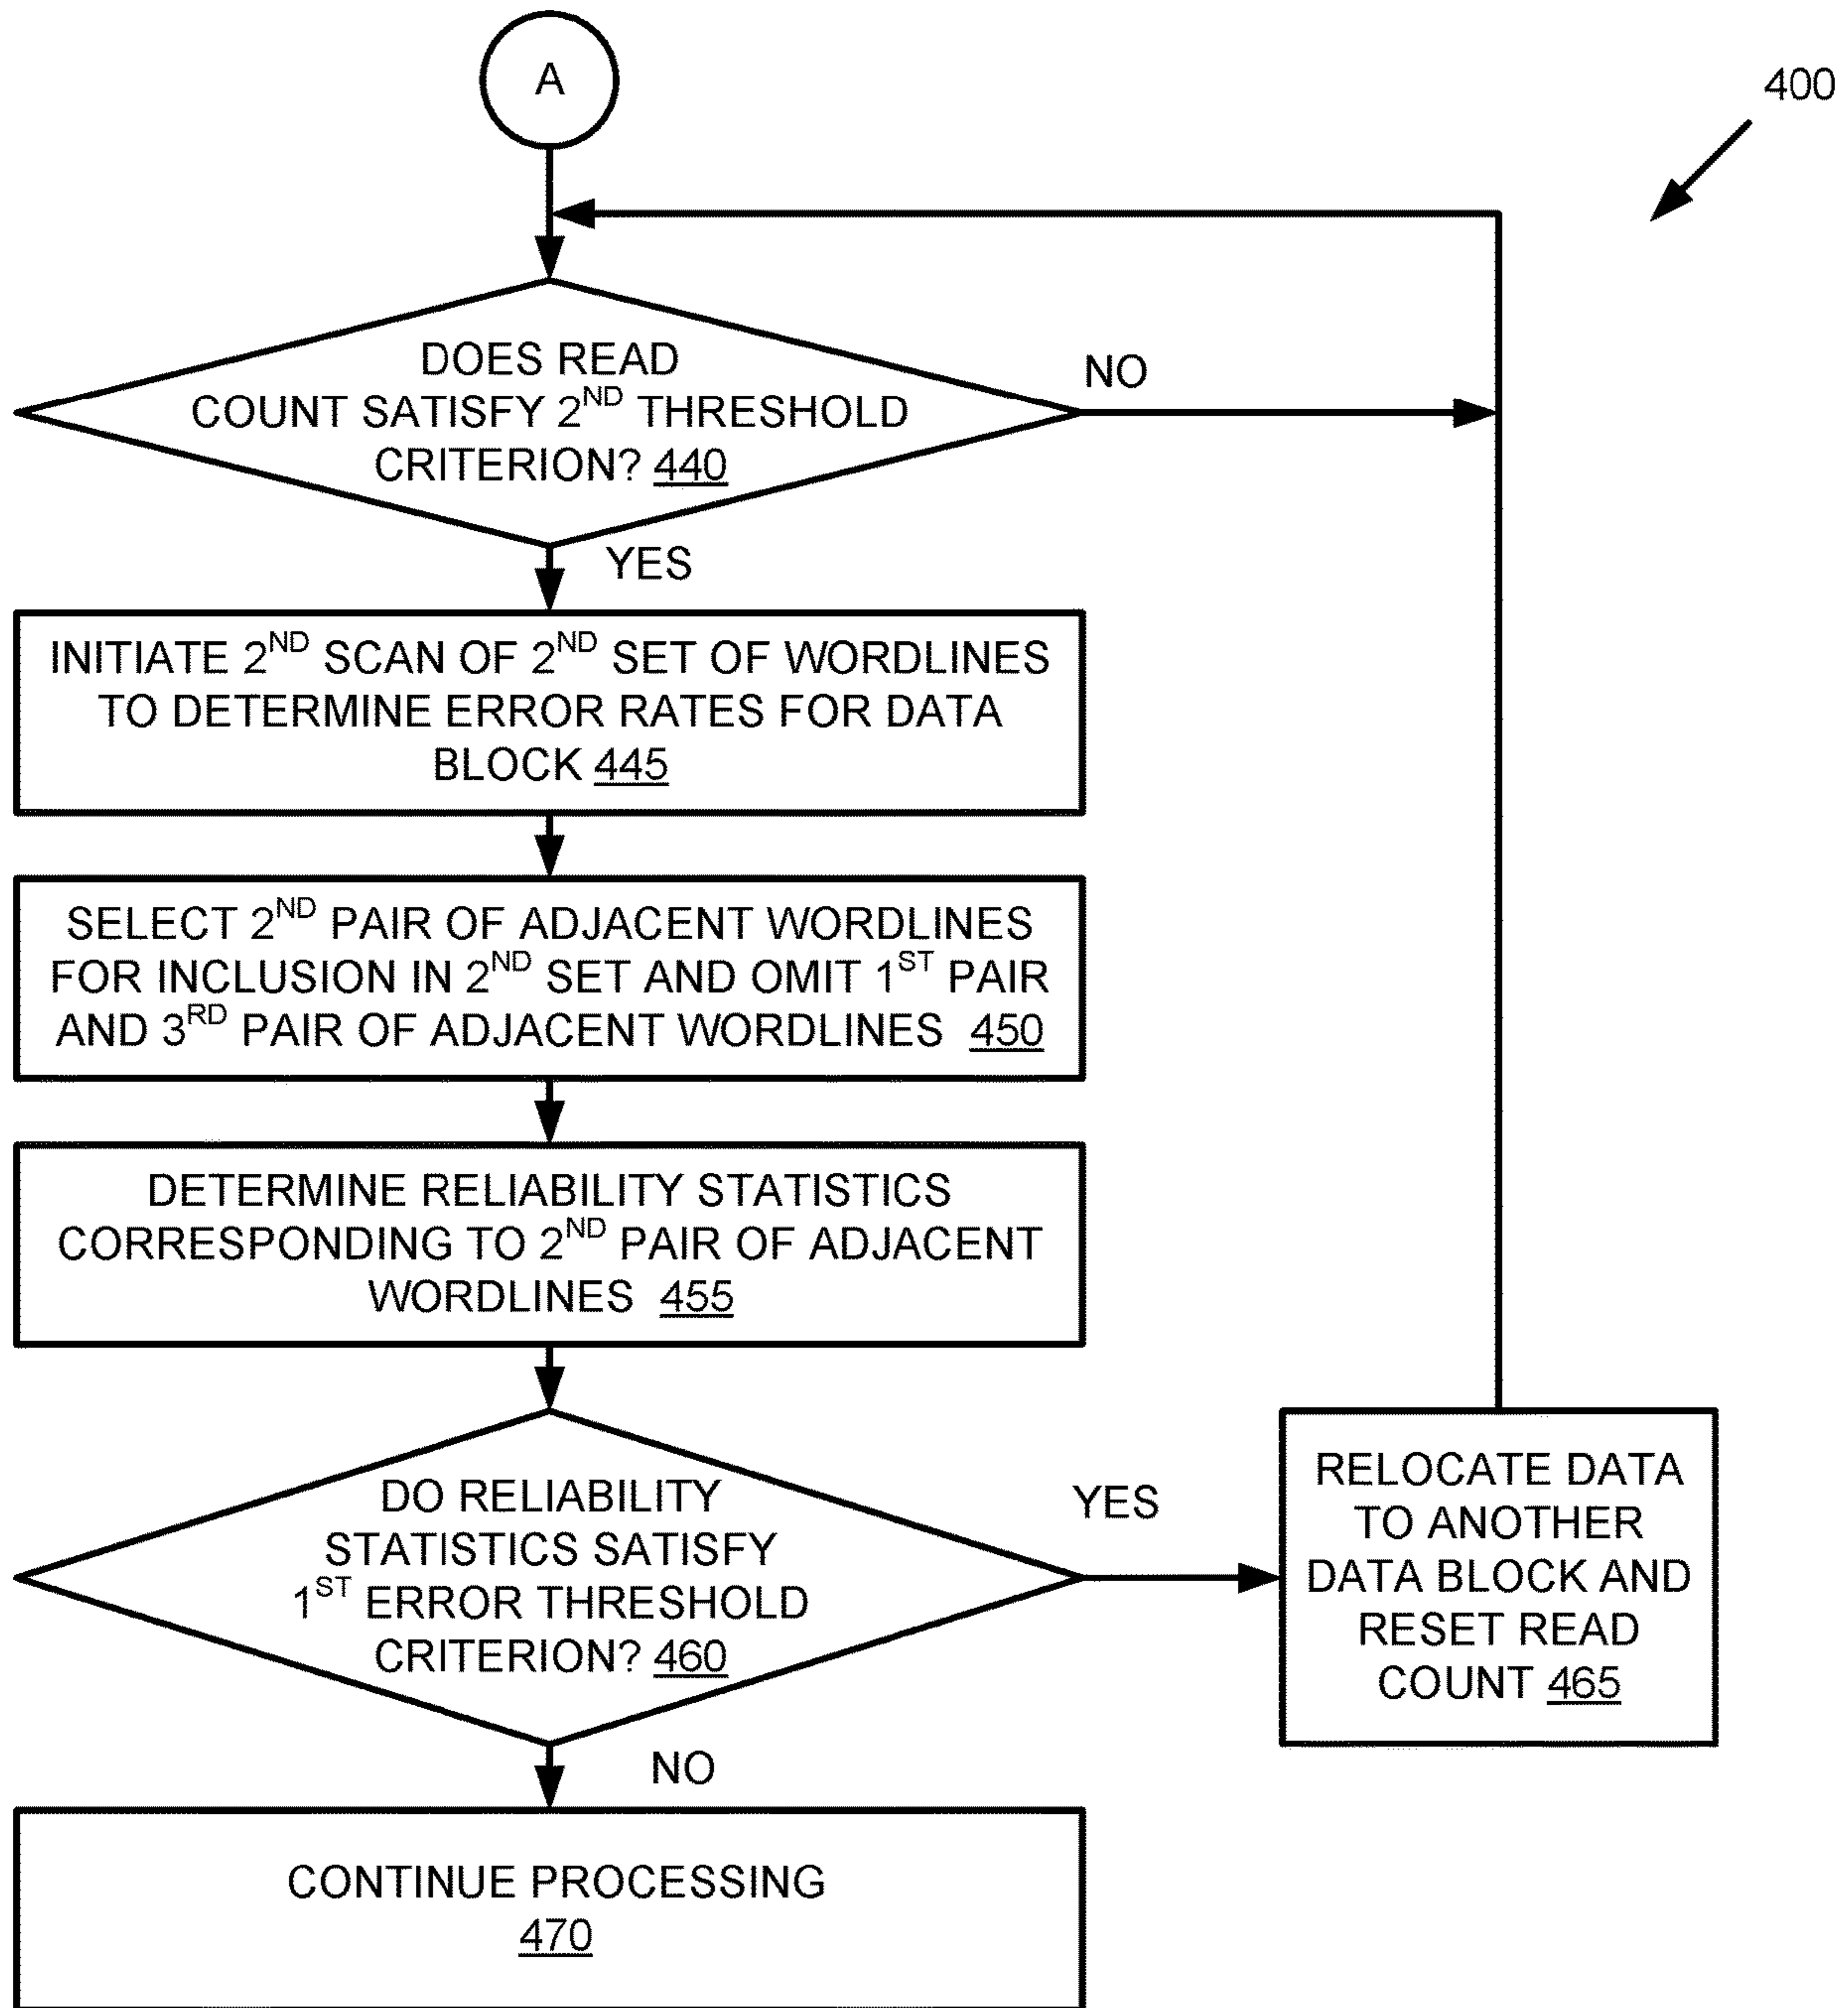 A
400
DOES READ
COUNT SATISFY 2ND THRESHOLD
CRITERION? 440
NO
YES
INITIATE 2ND SCAN OF 2ND SET OF WORDLINES
TO DETERMINE ERROR RATES FOR DATA
BLOCK 445
SELECT 2ND PAIR OF ADJACENT WORDLINES
FOR INCLUSION IN 2ND SET AND OMIT 1ST PAIR
AND 3RD PAIR OF ADJACENT WORDLINES 450
DETERMINE RELIABILITY STATISTICS
CORRESPONDING TO 2ND PAIR OF ADJACENT
WORDLINES 455
DO RELIABILITY
STATISTICS SATISFY
1ST ERROR THRESHOLD
CRITERION? 460
YES
RELOCATE DATA
TO ANOTHER
DATA BLOCK AND
RESET READ
COUNT 465
NO
CONTINUE PROCESSING
470